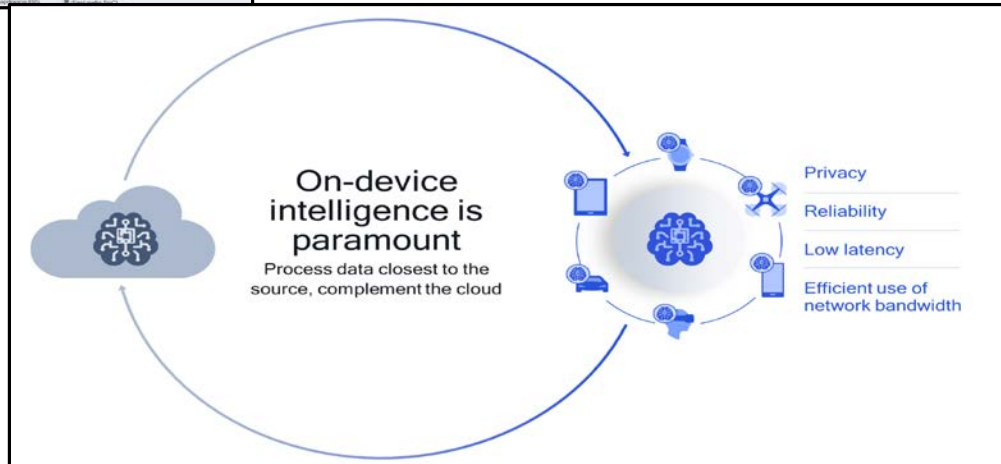 On-device
intelligence is
paramount
Process data closest to the
source, complement the cloud
Privacy
Reliability
Low latency
Efficient use of
network bandwidth